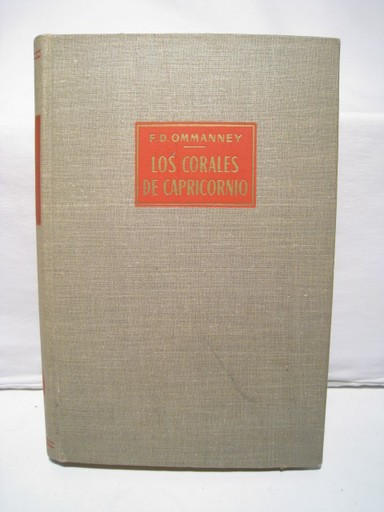 F. D. OMMANNEY
LOS CORALES
DE CAPRICORNIO